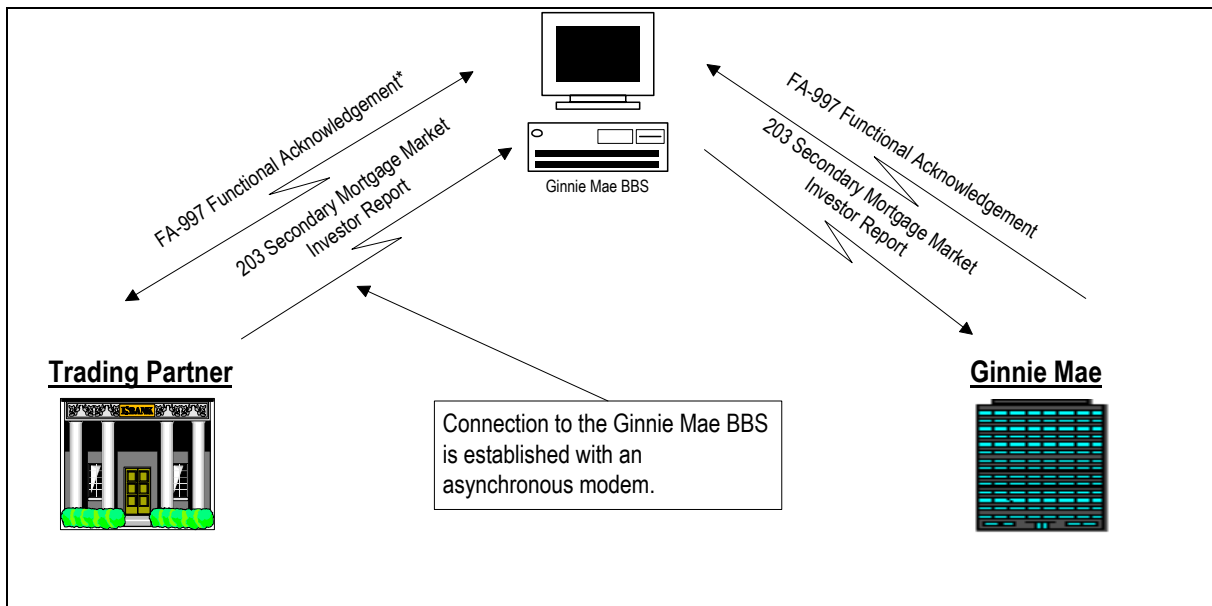 FA-997 Functional Acknowledgement*
203 Secondary Mortgage Market
Investor Report
Ginnie Mae BBS
FA-997 Functional Acknowledgement
203 Secondary Mortgage Market
Investor Report
Trading Partner
BANK
Ginnie Mae
Connection to the Ginnie Mae BBS
is established with an
asynchronous modem.